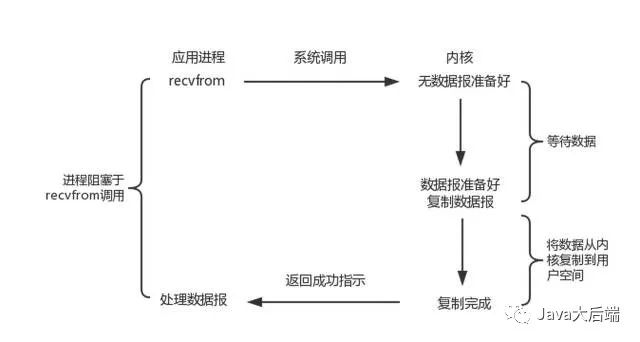 应用进程
系统调用
内核
recvfrom
无数据报准备好
等待数据
进程阻塞于
recvfrom调用
数据报准备好
复制数据报
将数据从内
核复制到用
户空间
返回成功指示
处理数据报
复制完成
Java大后端